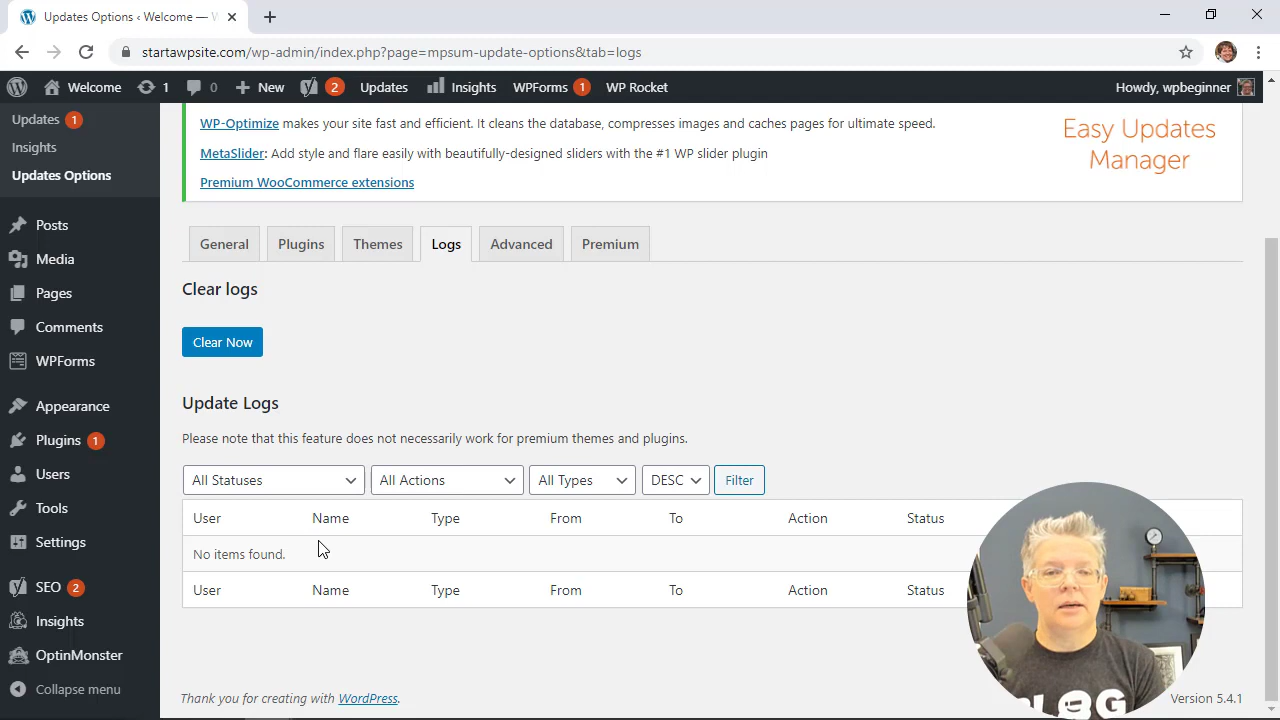 Updates Options ‹ Welcome — W
startawpsite.com/wp-admin/index.php?page=mpsum-update-options&tab=logs
Welcome 1 0 New 2 Updates Insights WPForms 1 WP Rocket Howdy, wpbeginner
Updates 1
Insights
Updates Options
Posts
Media
Pages
Comments
WPForms
Appearance
Plugins 1
Users
Tools
Settings
SEO 2
Insights
OptinMonster
Collapse menu
WP-Optimize makes your site fast and efficient. It cleans the database, compresses images and caches pages for ultimate speed.
MetaSlider: Add style and flare easily with beautifully-designed sliders with the #1 WP slider plugin
Premium WooCommerce extensions
Easy Updates
Manager
General Plugins Themes Logs Advanced Premium
Clear logs
Clear Now
Update Logs
Please note that this feature does not necessarily work for premium themes and plugins.
All Statuses All Actions All Types DESC Filter
User Name Type From To Action Status
No items found.
User Name Type From To Action Status
Thank you for creating with WordPress.
Version 5.4.1